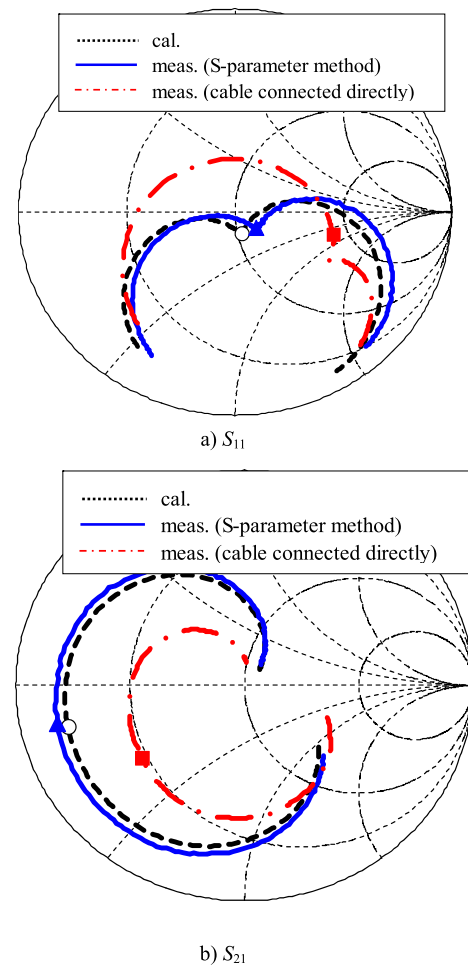 cal.
meas. (S-parameter method)
meas. (cable connected directly)
a) S11
cal.
meas. (S-parameter method)
meas. (cable connected directly)
b) S21